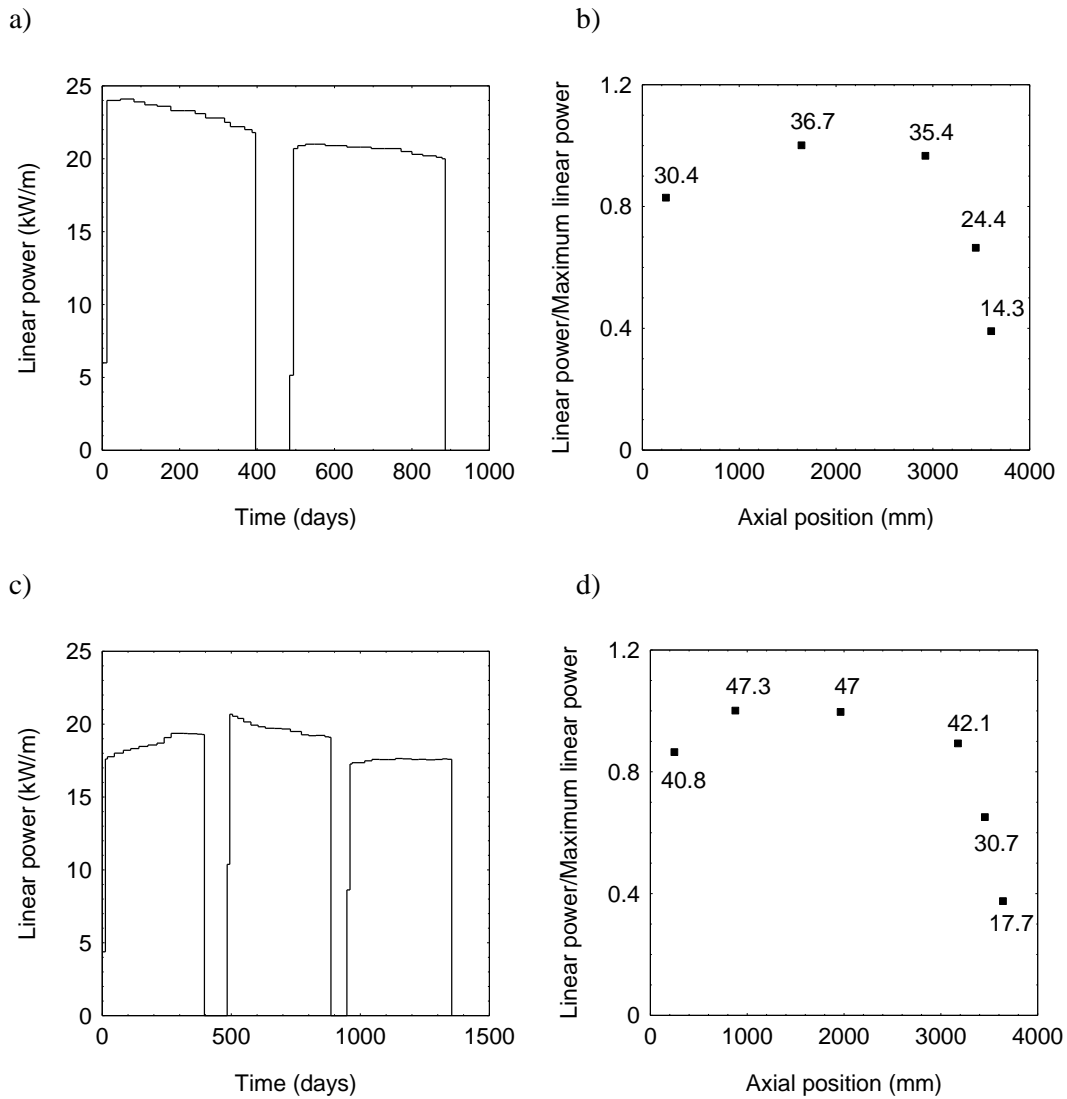 a)
25
20
15
10
5
0
0 200 400 600 800 1000
Linear power (kW/m)
Time (days)
b)
1.2
0.8
0.4
0
0 1000 2000 3000 4000
Linear power/Maximum linear power
Axial position (mm)
30.4
36.7
35.4
24.4
14.3
c)
25
20
15
10
5
0
0 500 1000 1500
Linear power (kW/m)
Time (days)
d)
1.2
0.8
0.4
0
0 1000 2000 3000 4000
Linear power/Maximum linear power
Axial position (mm)
40.8
47.3
47
42.1
30.7
17.7